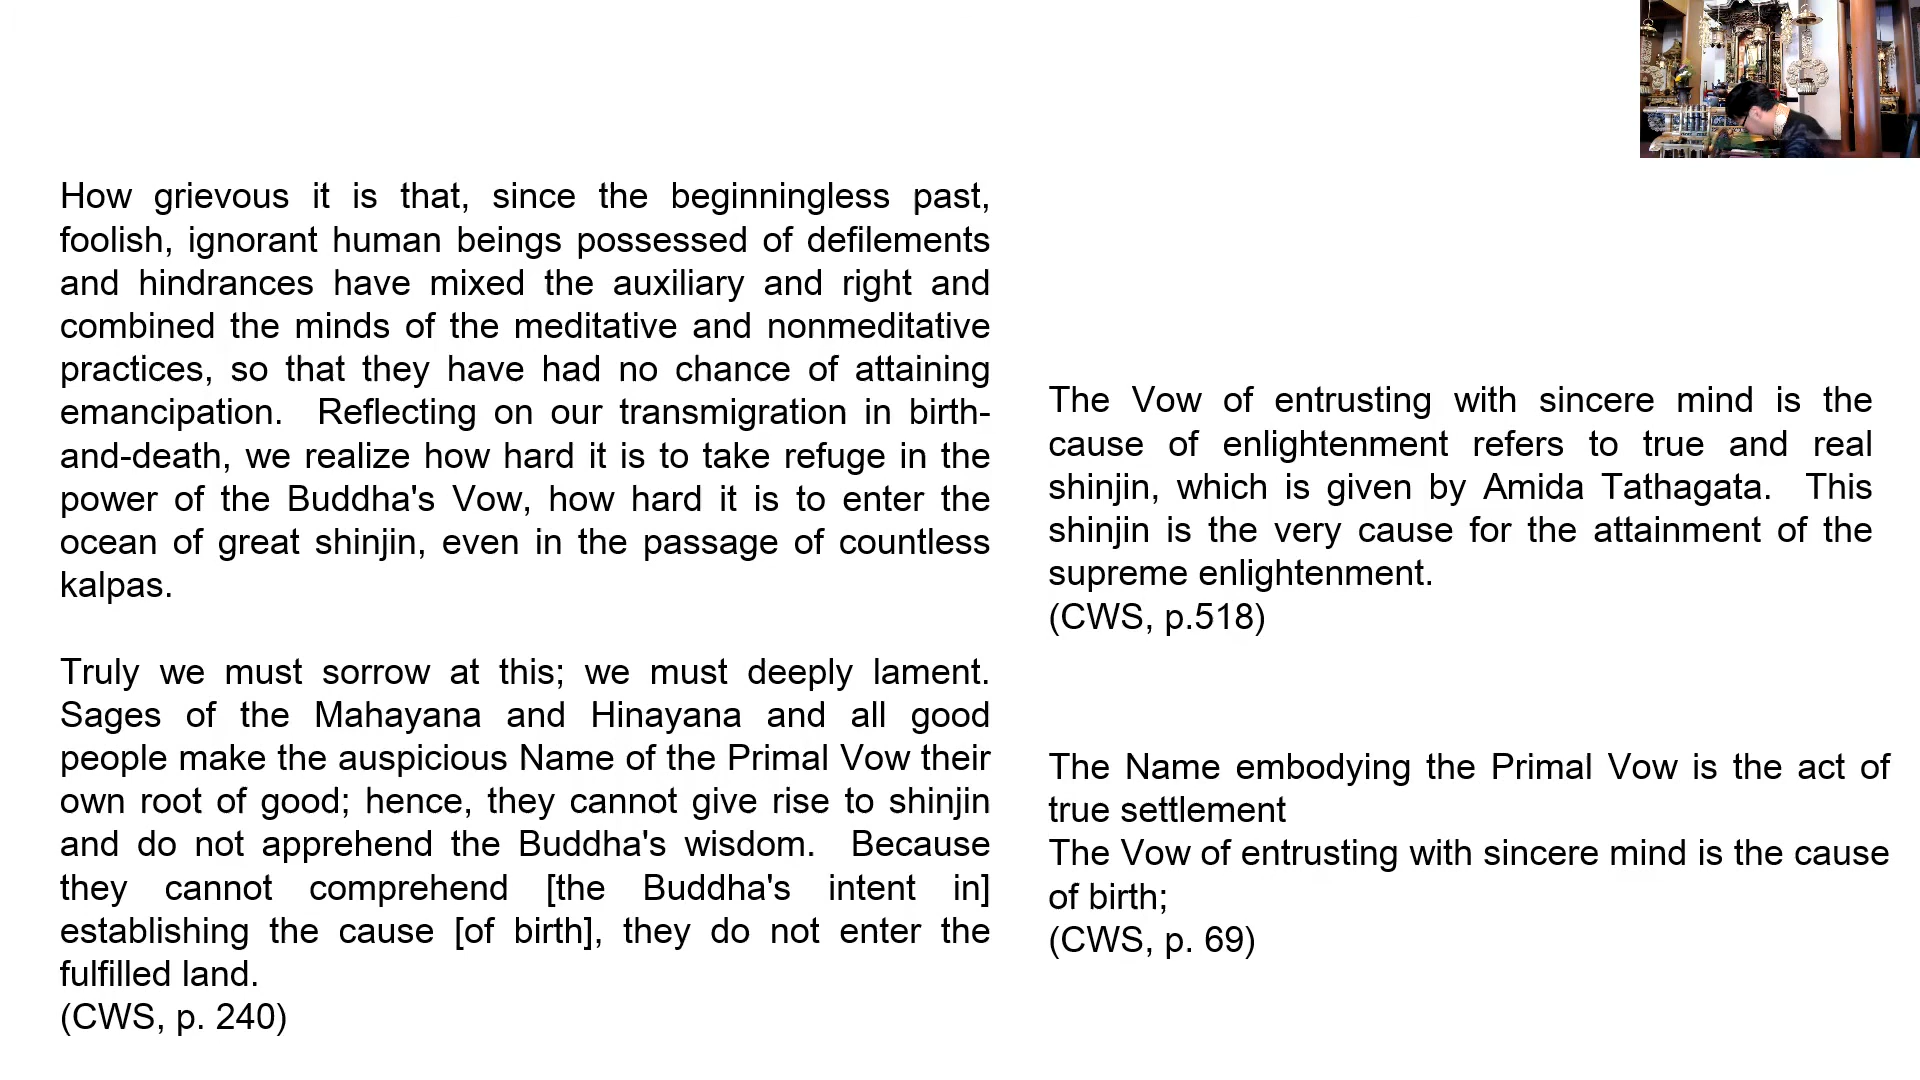 How grievous it is that, since the beginningless past,
foolish, ignorant human beings possessed of defilements
and hindrances have mixed the auxiliary and right and
combined the minds of the meditative and nonmeditative
practices, so that they have had no chance of attaining
emancipation.  Reflecting on our transmigration in birth-
and-death, we realize how hard it is to take refuge in the
power of the Buddha's Vow, how hard it is to enter the
ocean of great shinjin, even in the passage of countless
kalpas.
Truly we must sorrow at this; we must deeply lament.
Sages of the Mahayana and Hinayana and all good
people make the auspicious Name of the Primal Vow their
own root of good; hence, they cannot give rise to shinjin
and do not apprehend the Buddha's wisdom.  Because
they cannot comprehend [the Buddha's intent in]
establishing the cause [of birth], they do not enter the
fulfilled land.
(CWS, p. 240)
The Vow of entrusting with sincere mind is the
cause of enlightenment refers to true and real
shinjin, which is given by Amida Tathagata.  This
shinjin is the very cause for the attainment of the
supreme enlightenment.
(CWS, p.518)
The Name embodying the Primal Vow is the act of
true settlement
The Vow of entrusting with sincere mind is the cause
of birth;
(CWS, p. 69)